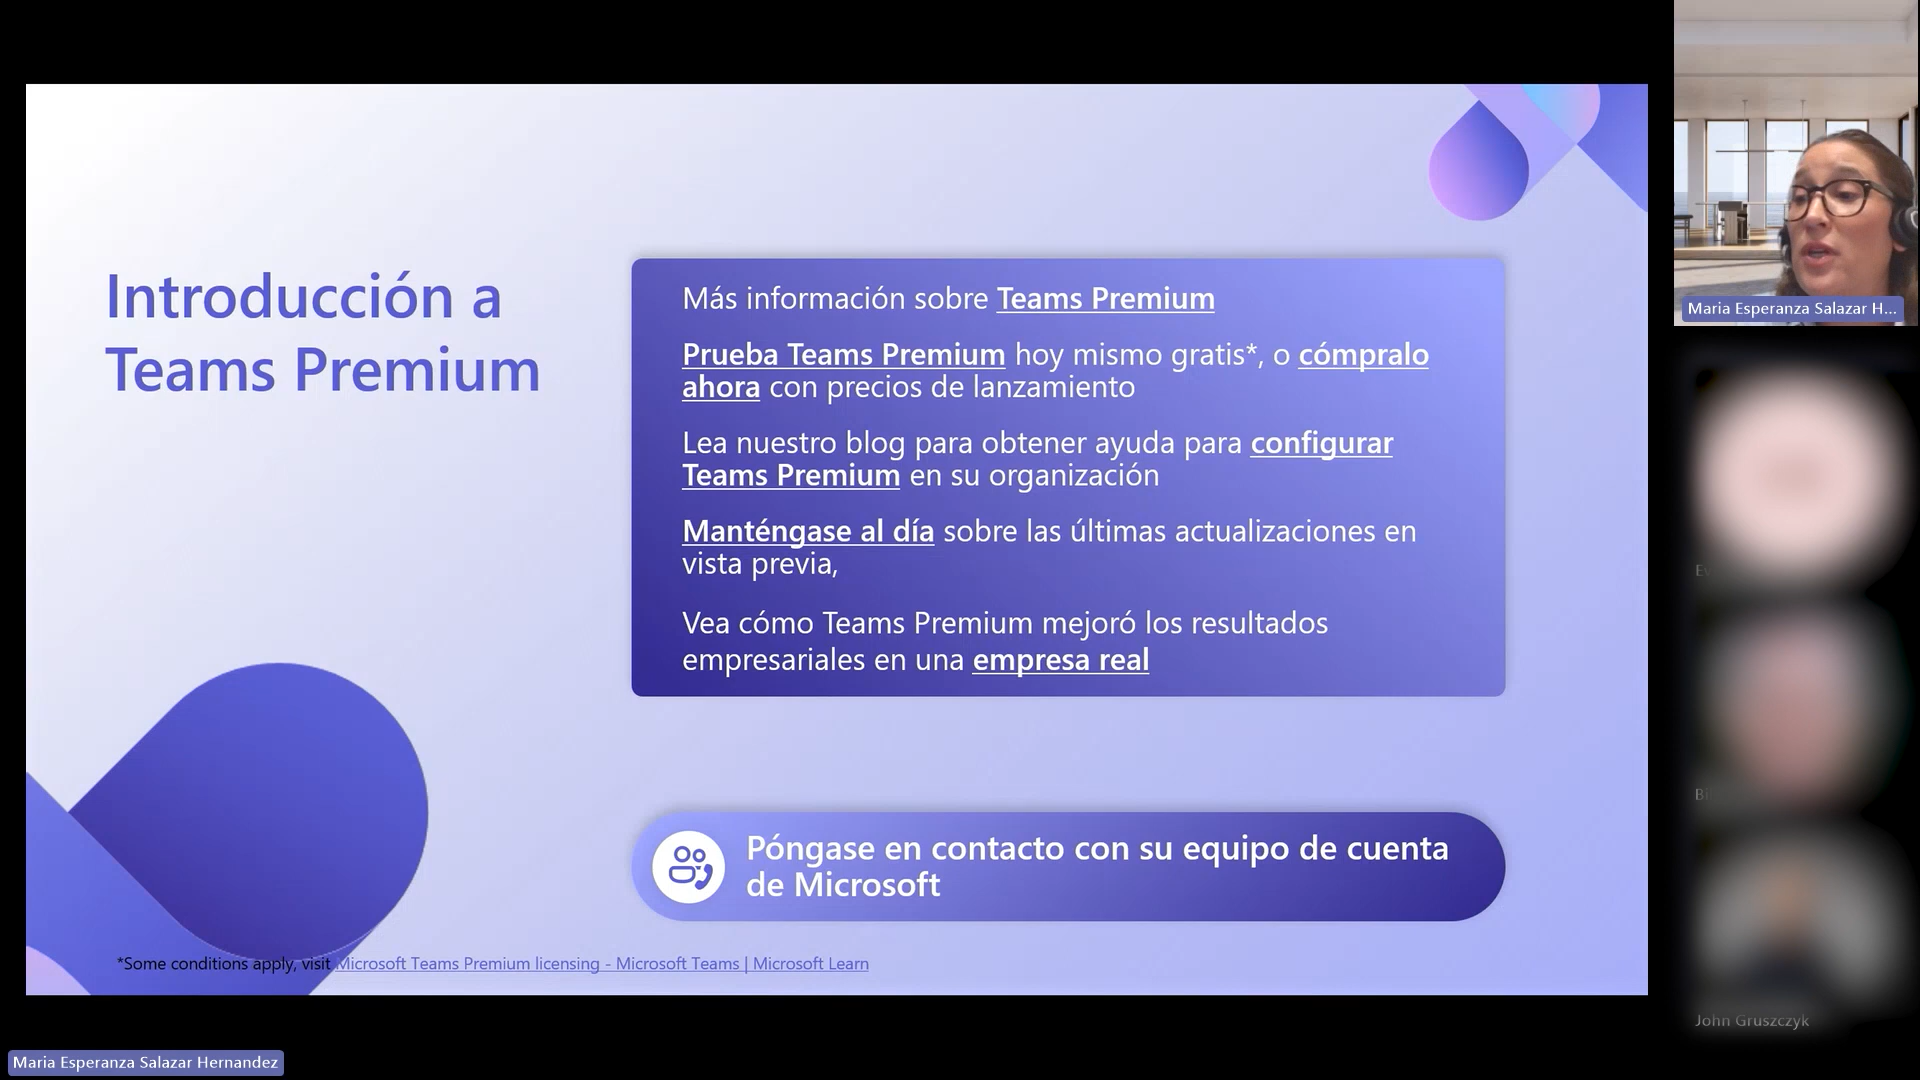 Introducción a
Teams Premium
Más información sobre Teams Premium
Prueba Teams Premium hoy mismo gratis*, o cómpralo
ahora con precios de lanzamiento
Lea nuestro blog para obtener ayuda para configurar
Teams Premium en su organización
Manténgase al día sobre las últimas actualizaciones en
vista previa,
Vea cómo Teams Premium mejoró los resultados
empresariales en una empresa real
Póngase en contacto con su equipo de cuenta
de Microsoft
*Some conditions apply, visit Microsoft Teams Premium licensing - Microsoft Teams | Microsoft Learn
Maria Esperanza Salazar H...
John Gruszczyk
Maria Esperanza Salazar Hernandez